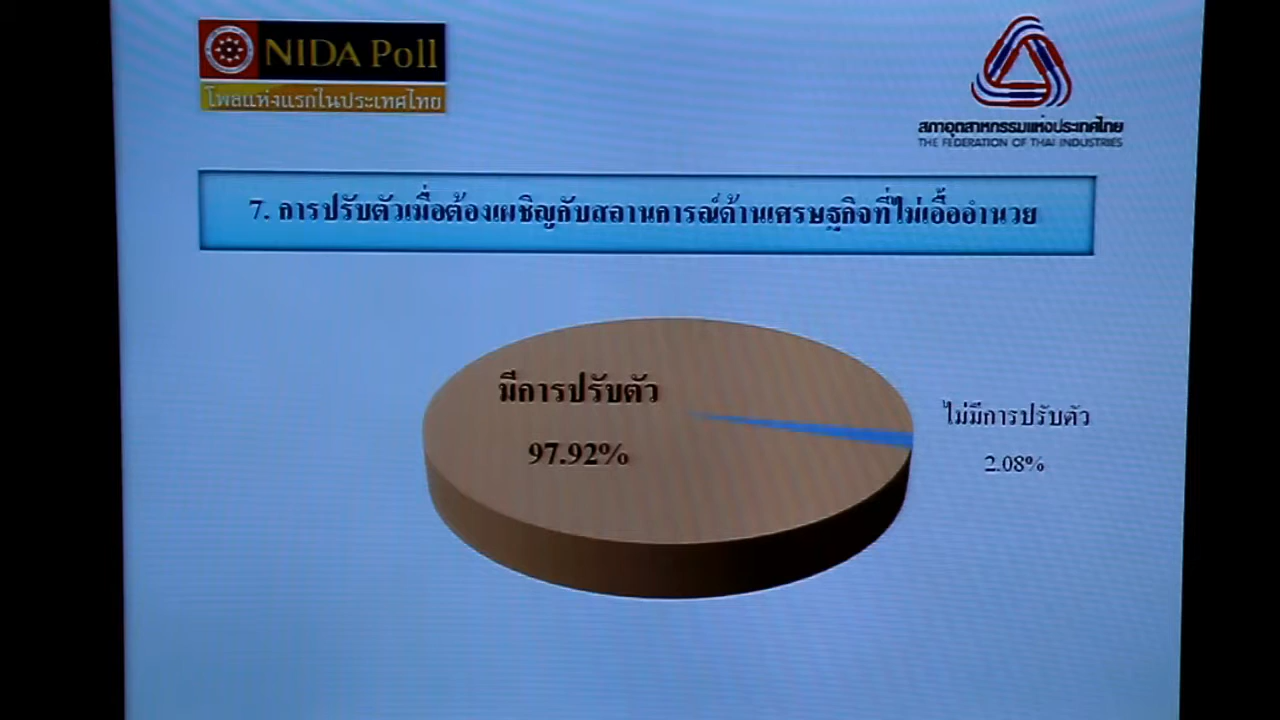 NIDA Poll
โพลแห่งแรกในประเทศไทย
สภาอุตสาหกรรมแห่งประเทศไทย
THE FEDERATION OF THAI INDUSTRIES
7. การปรับตัวเมื่อต้องเผชิญกับสถานการณ์ด้านเศรษฐกิจที่ไม่เอื้ออำนวย
มีการปรับตัว
97.92%
ไม่มีการปรับตัว
2.08%